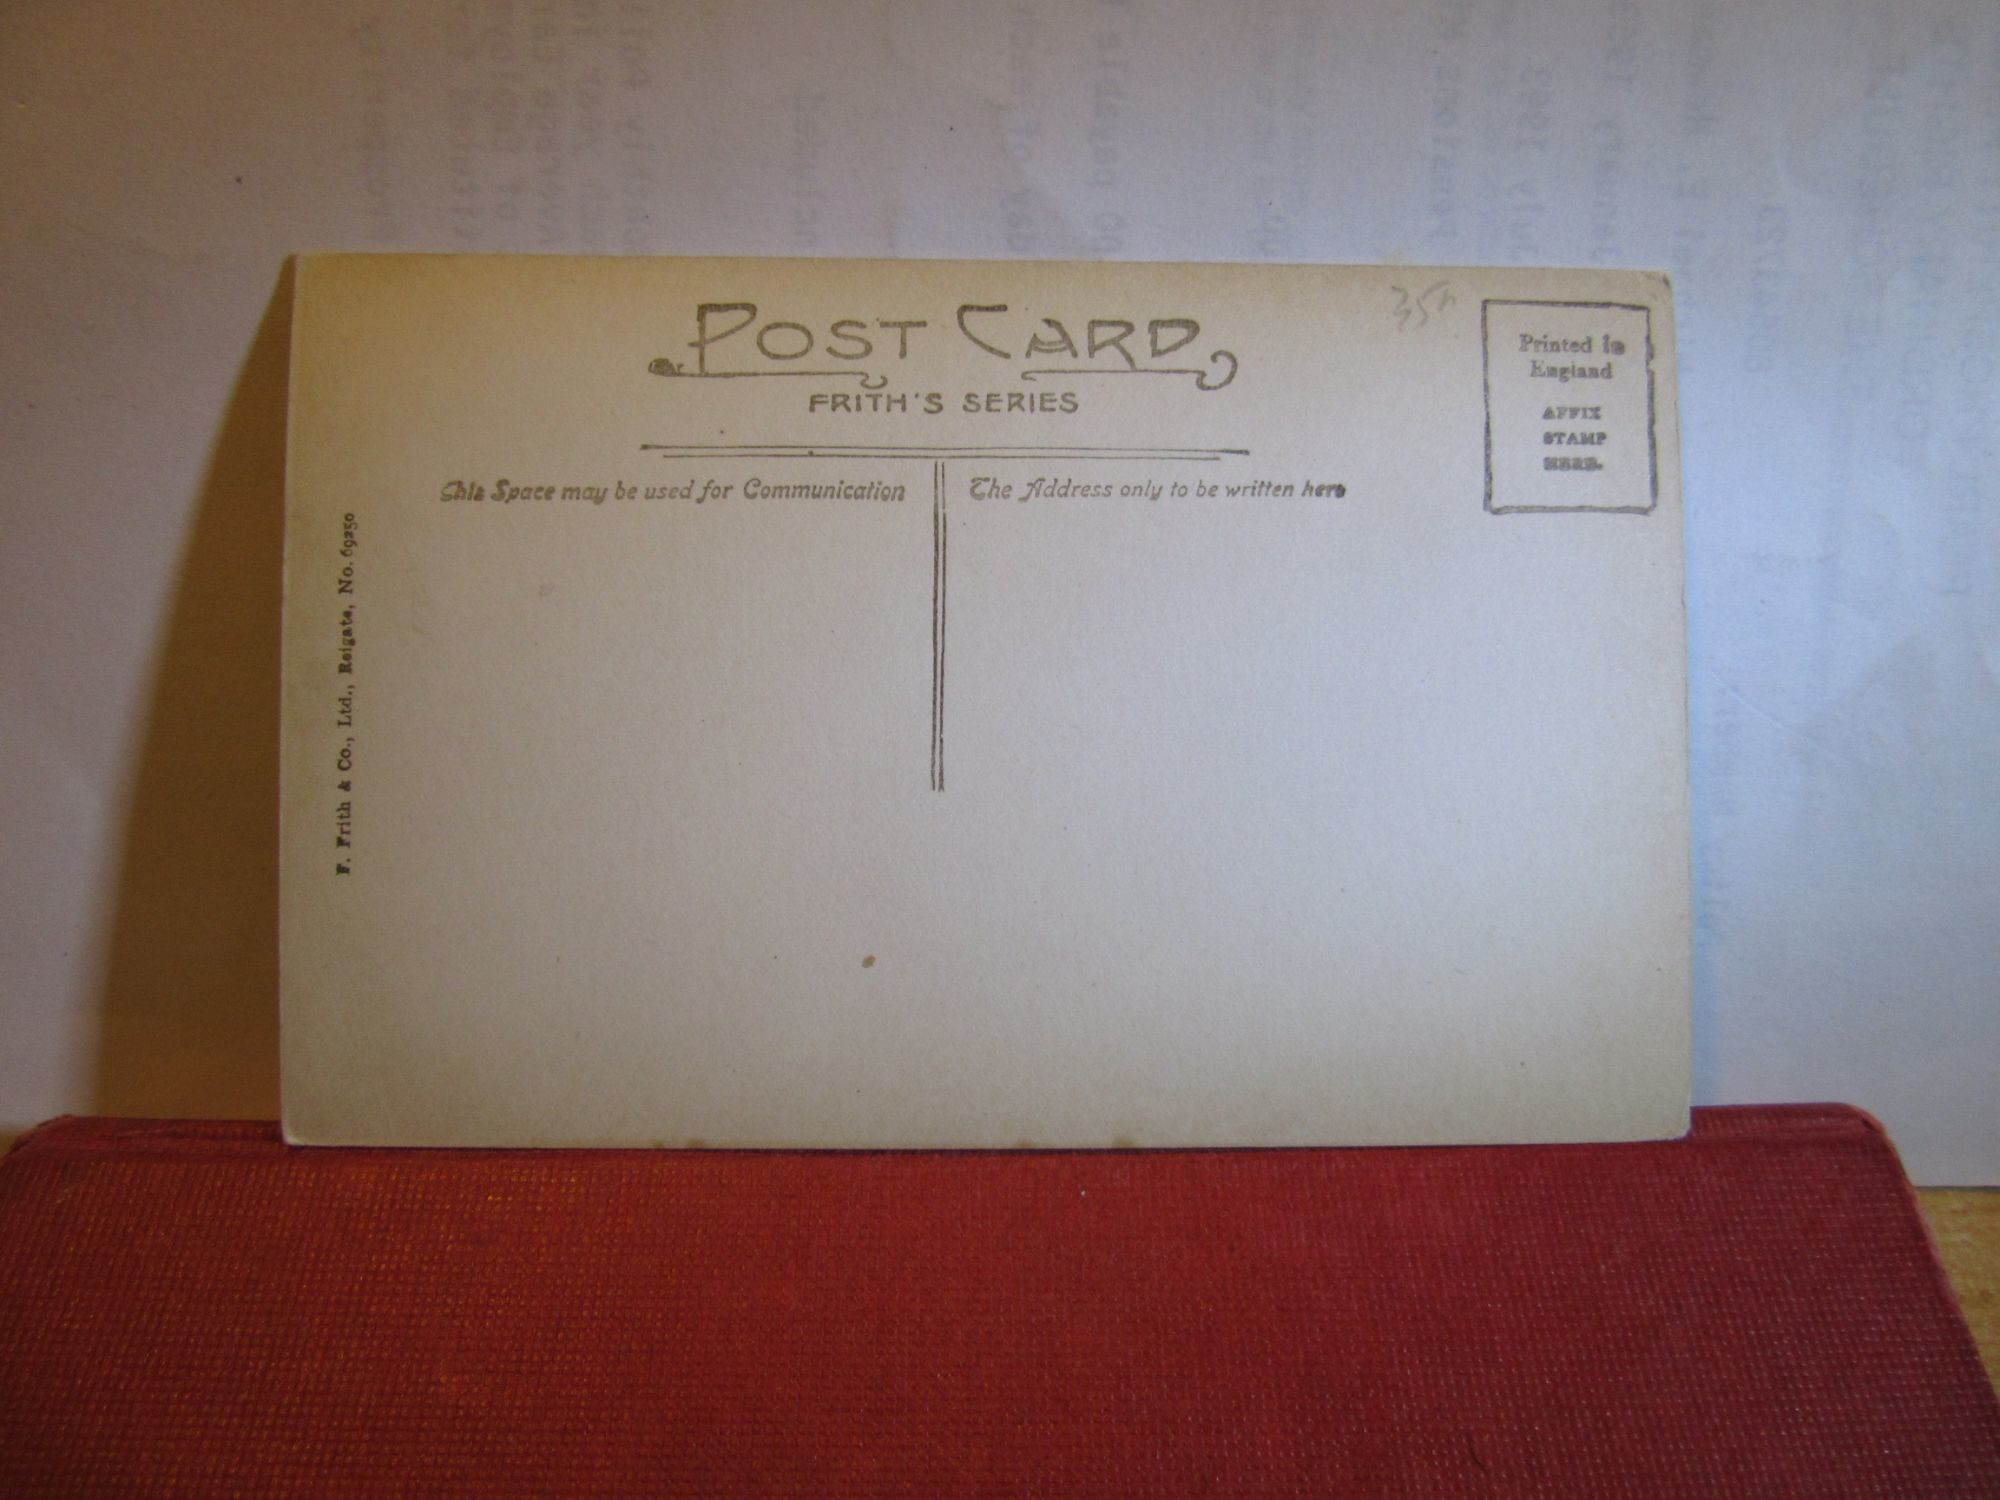 POST CARD
FRITH'S SERIES
This Space may be used for Communication
The Address only to be written here
Printed in
England
AFFIX
STAMP
HERE.
F. Frith & Co., Ltd., Reigate, No. 69250
35p